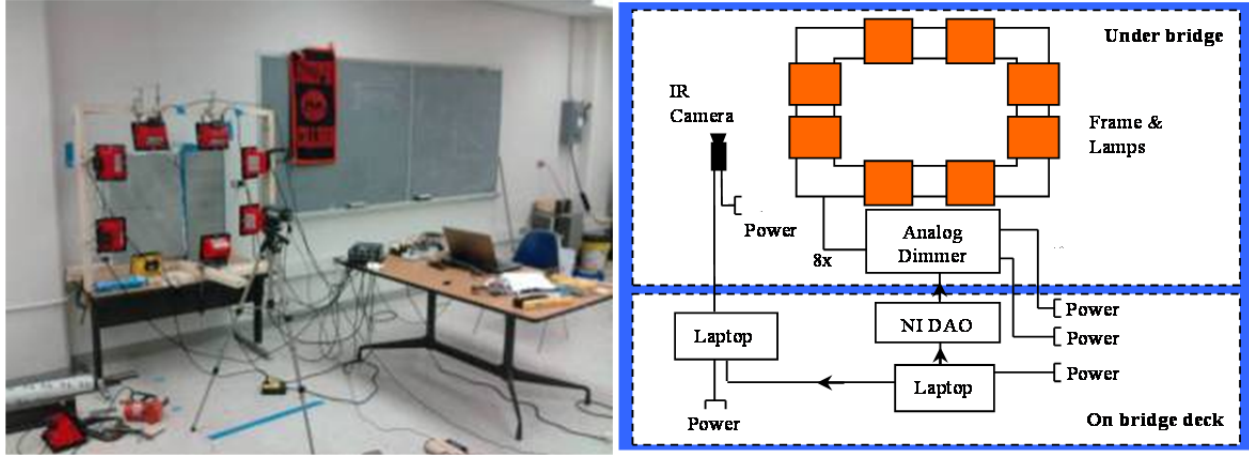 Under bridge
IR
Camera
Frame &
Lamps
Power
Analog
Dimmer
8x
Power
NI DAO
Laptop
Power
Laptop
Power
Power
On bridge deck